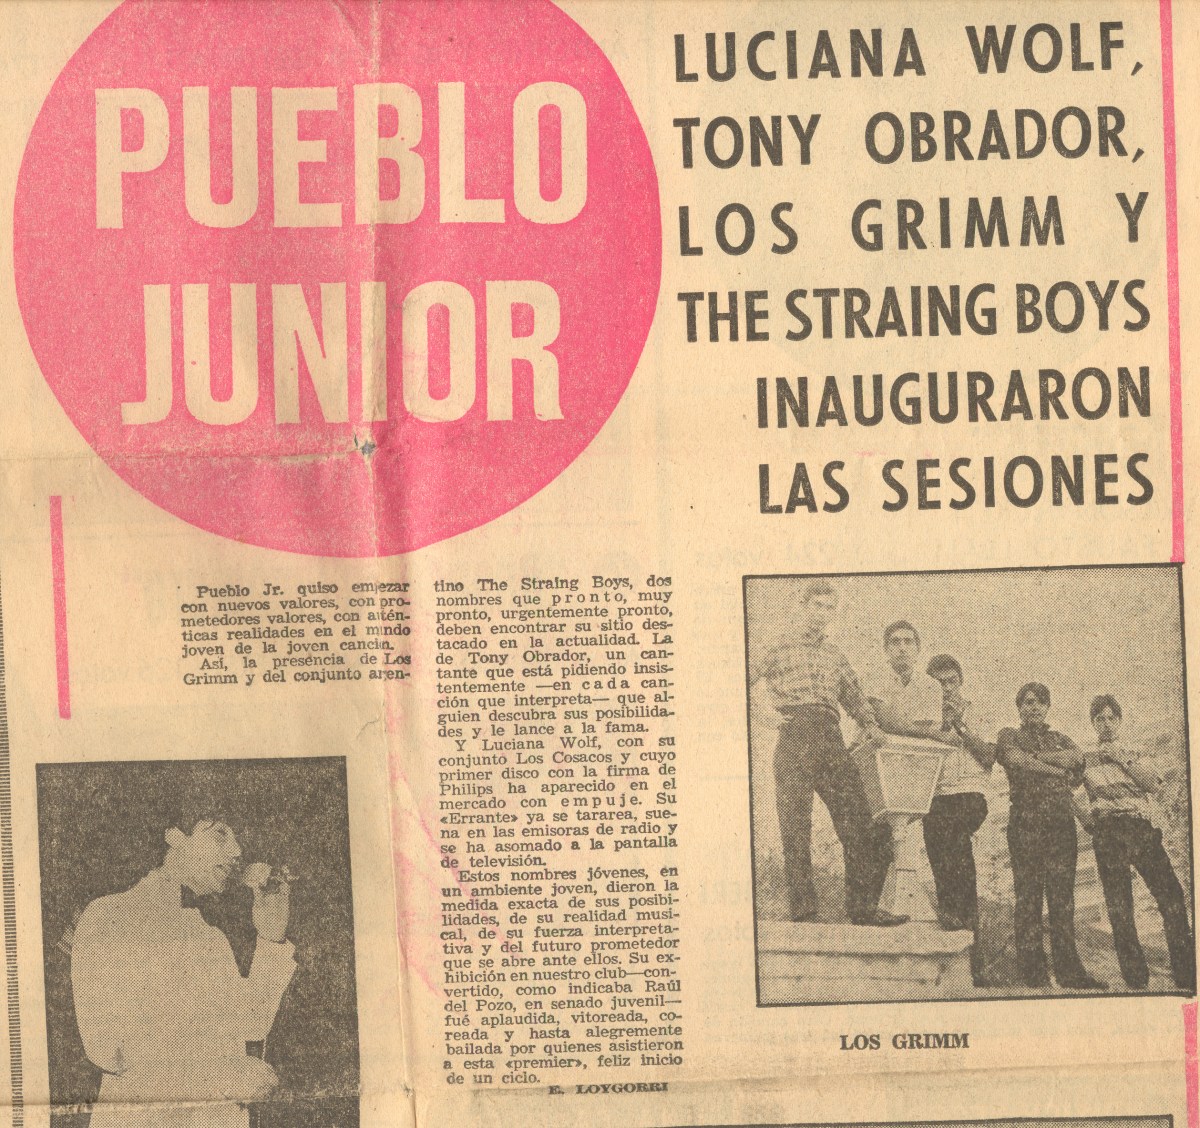 PUEBLO
JUNIOR
LUCIANA WOLF,
TONY OBRADOR,
LOS GRIMM Y
THE STRAING BOYS
INAUGURARON
LAS SESIONES
Pueblo Jr. quiso empezar
con nuevos valores, con pro-
metedores valores, con autén-
ticas realidades en el mundo
joven de la joven canción.
Así, la preséncia de Los
Grimm y del conjunto argen-
tino The Straing Boys, dos
nombres que pronto, muy
pronto, urgentemente pronto,
deben encontrar su sitio des-
tacado en la actualidad. La
de Tony Obrador, un can-
tante que está pidiendo insis-
tentemente —en cada can-
ción que interpreta— que al-
guien descubra sus posibilida-
des y le lance a la fama.
Y Luciana Wolf, con su
conjunto Los Cosacos y cuyo
primer disco con la firma de
Philips ha aparecido en el
mercado con empuje. Su
«Errante» ya se tararea, sue-
na en las emisoras de radio y
se ha asomado a la pantalla
de televisión.
Estos nombres jóvenes, en
un ambiente joven, dieron la
medida exacta de sus posibi-
lidades, de su realidad musi-
cal, de su fuerza interpreta-
tiva y del futuro prometedor
que se abre ante ellos. Su ex-
hibición en nuestro club—con-
vertido, como indicaba Raúl
del Pozo, en senado juvenil—
fué aplaudida, vitoreada, co-
reada y hasta alegremente
bailada por quienes asistieron
a esta «premier», feliz inicio
de un ciclo.
E. LOYGORRI
LOS GRIMM